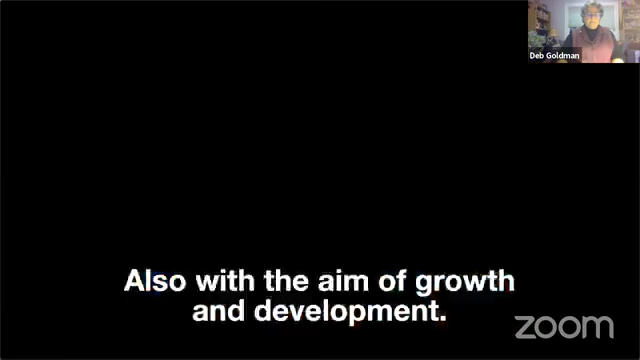 Deb Goldman
Also with the aim of growth
and development.
zoom